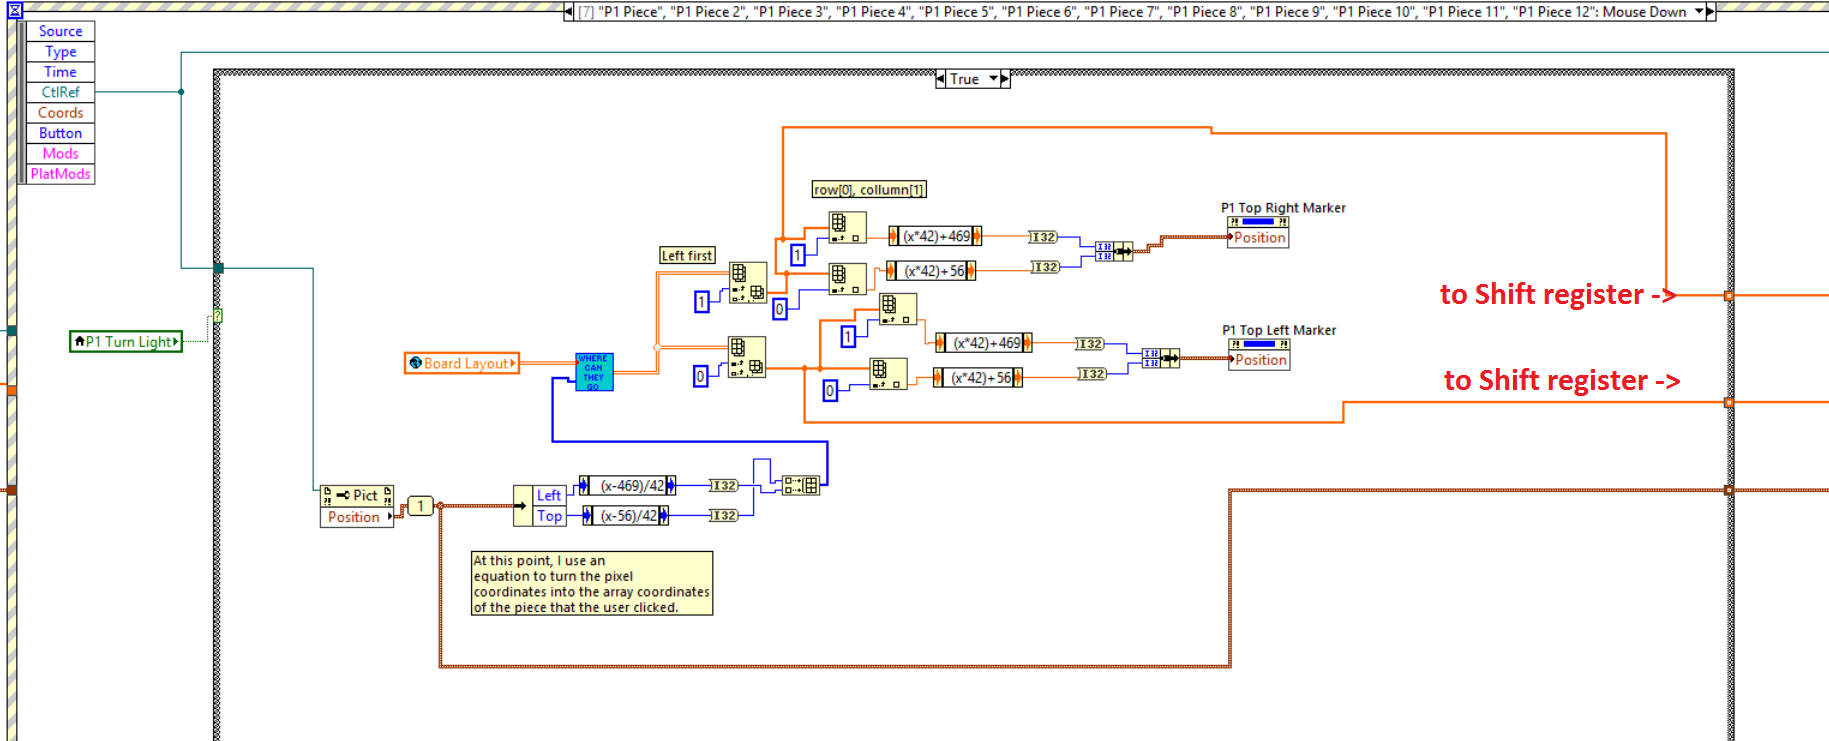 [7] "P1 Piece", "P1 Piece 2", "P1 Piece 3", "P1 Piece 4", "P1 Piece 5", "P1 Piece 6", "P1 Piece 7", "P1 Piece 8", "P1 Piece 9", "P1 Piece 10", "P1 Piece 11", "P1 Piece 12": Mouse Down
Source
Type
Time
CtlRef
Coords
Button
Mods
PlatMods
True
row[0], collumn[1]
P1 Top Right Marker
Position
1
(x*42)+469
I32
I32
I32
Left first
1
0
(x*42)+56
I32
to Shift register ->
?
P1 Turn Light
1
(x*42)+469
I32
I32
I32
P1 Top Left Marker
Position
Board Layout
WHERE
CAN
THEY
GO
0
0
(x*42)+56
I32
to Shift register ->
Pict
Position
1
Left
Top
(x-469)/42
I32
(x-56)/42
I32
At this point, I use an
equation to turn the pixel
coordinates into the array coordinates
of the piece that the user clicked.